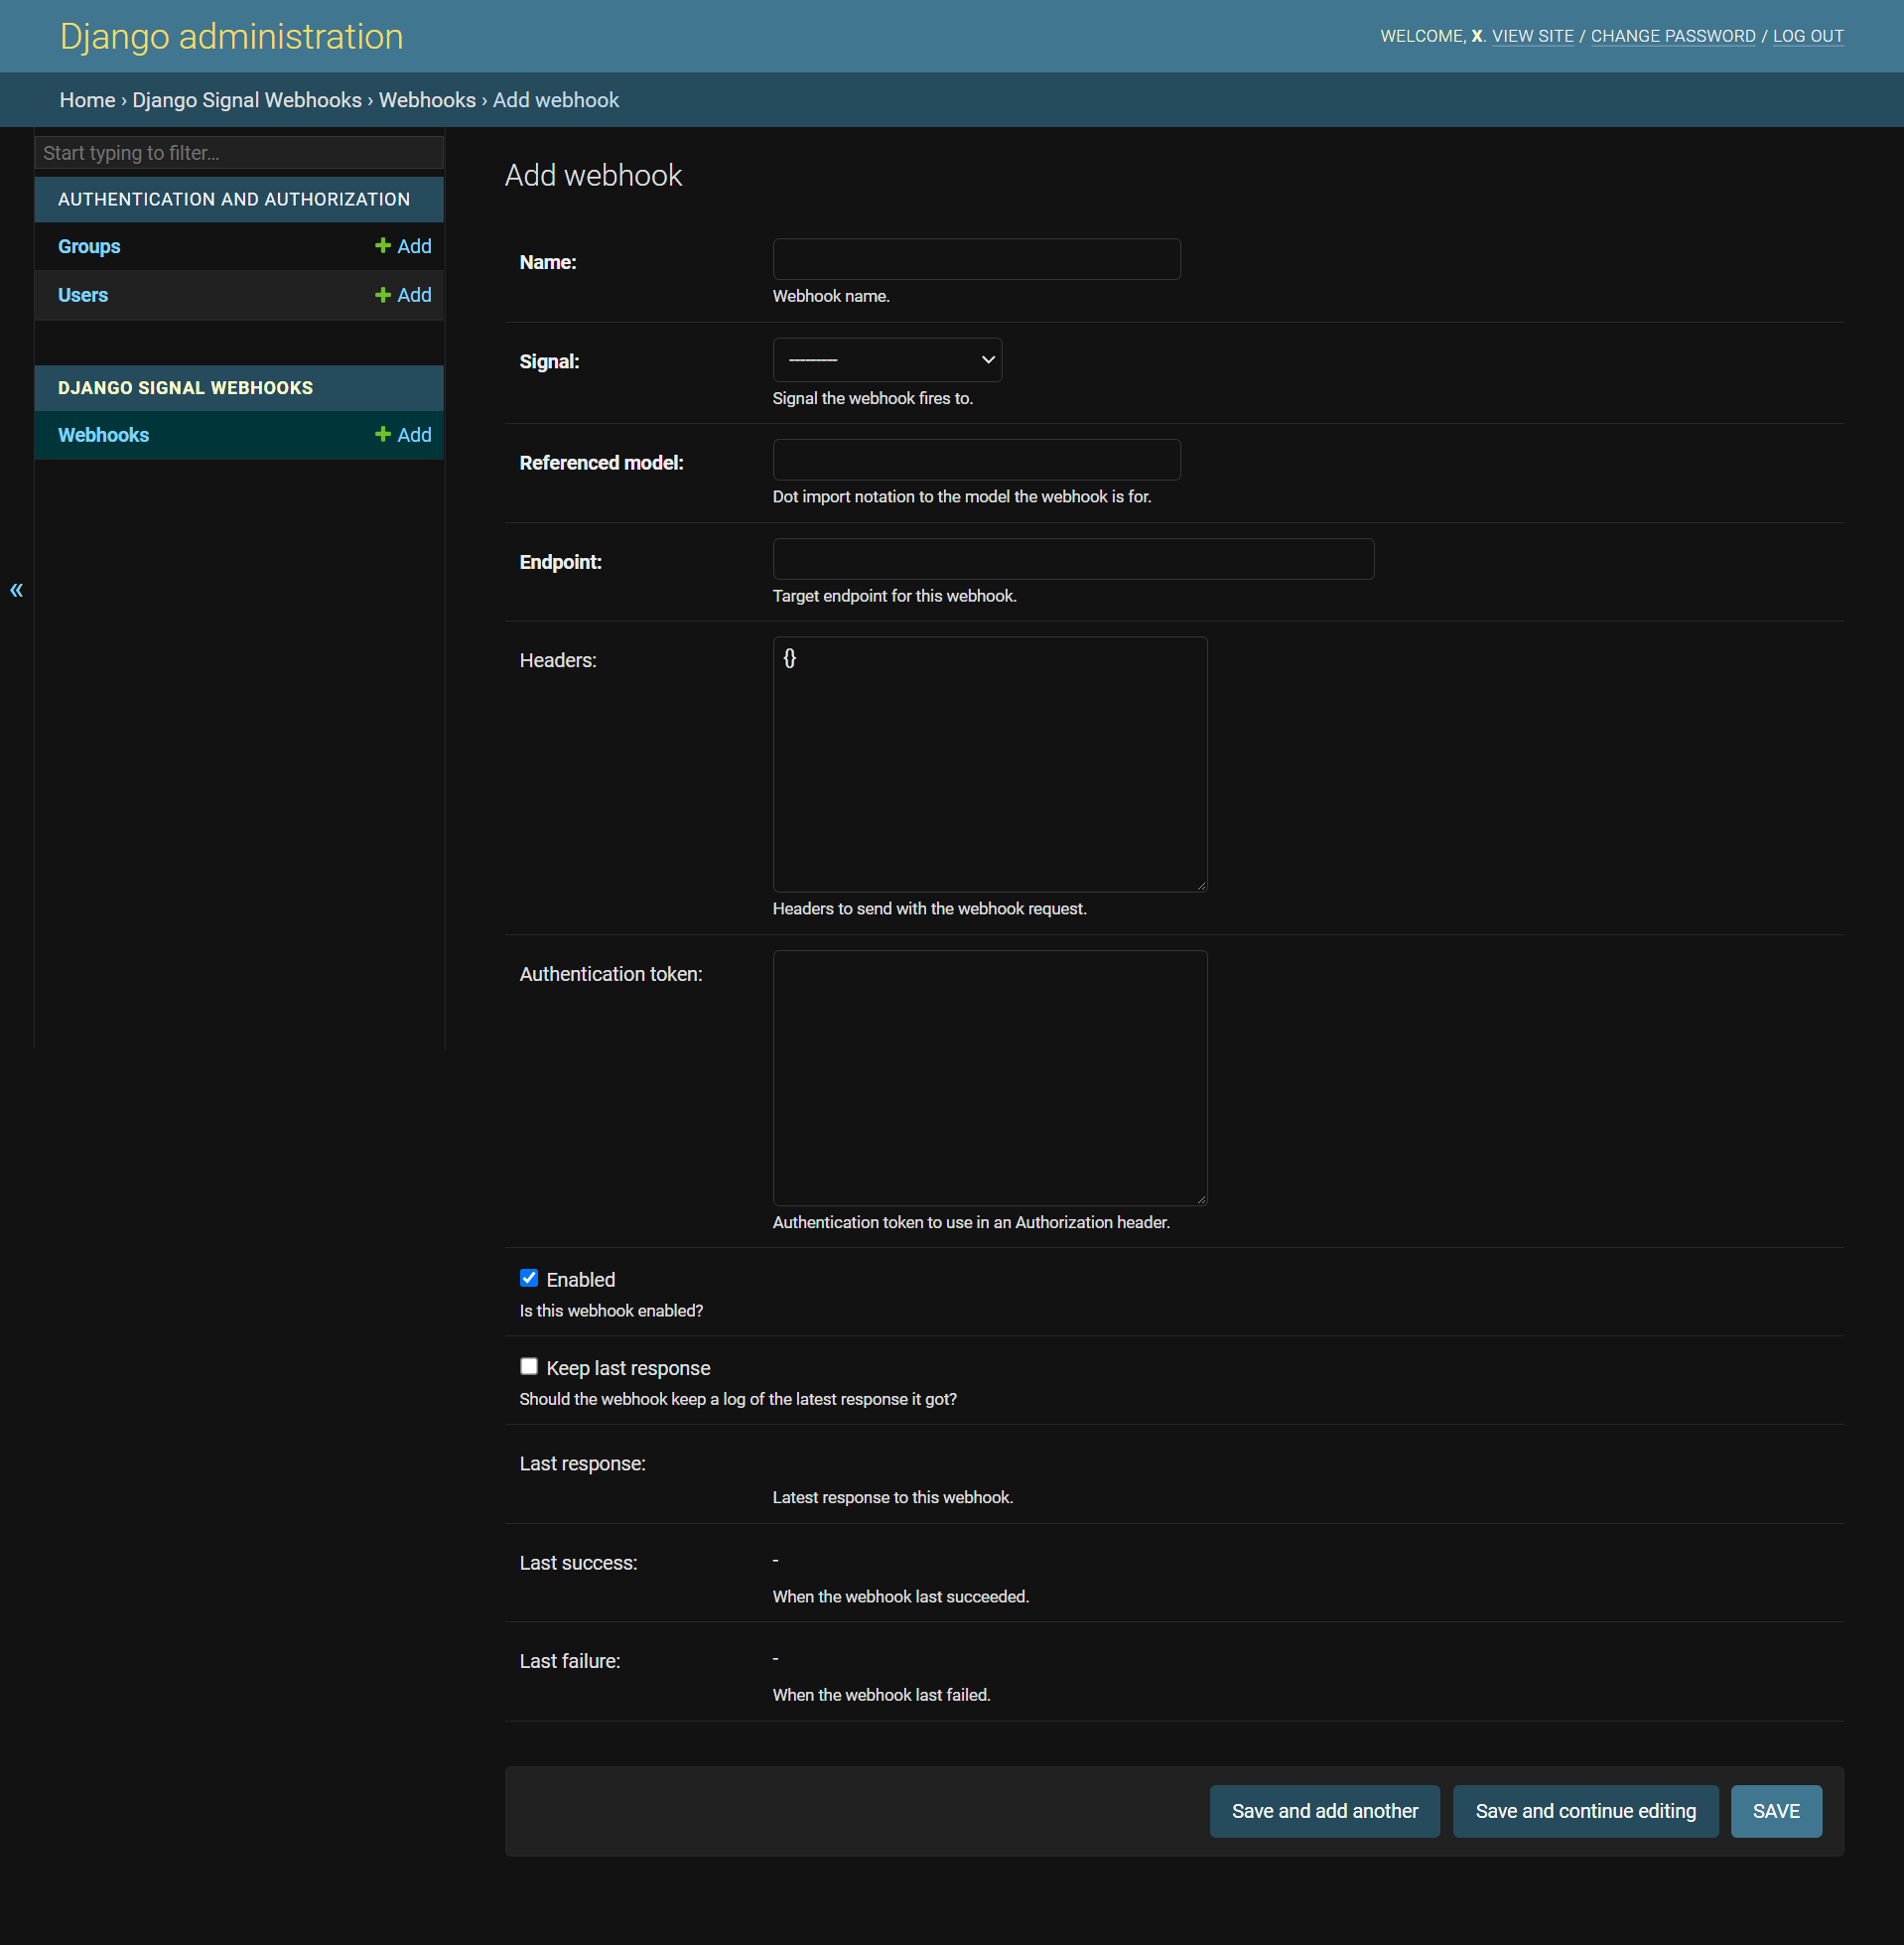 Django administration
WELCOME, X. VIEW SITE / CHANGE PASSWORD / LOG OUT
Home › Django Signal Webhooks › Webhooks › Add webhook
Start typing to filter...
AUTHENTICATION AND AUTHORIZATION
Groups Add
Users Add
DJANGO SIGNAL WEBHOOKS
Webhooks Add
«
Add webhook
Name:
Webhook name.
Signal: ---------
Signal the webhook fires to.
Referenced model:
Dot import notation to the model the webhook is for.
Endpoint:
Target endpoint for this webhook.
Headers: {}
Headers to send with the webhook request.
Authentication token:
Authentication token to use in an Authorization header.
Enabled
Is this webhook enabled?
Keep last response
Should the webhook keep a log of the latest response it got?
Last response:
Latest response to this webhook.
Last success: -
When the webhook last succeeded.
Last failure: -
When the webhook last failed.
Save and add another Save and continue editing SAVE